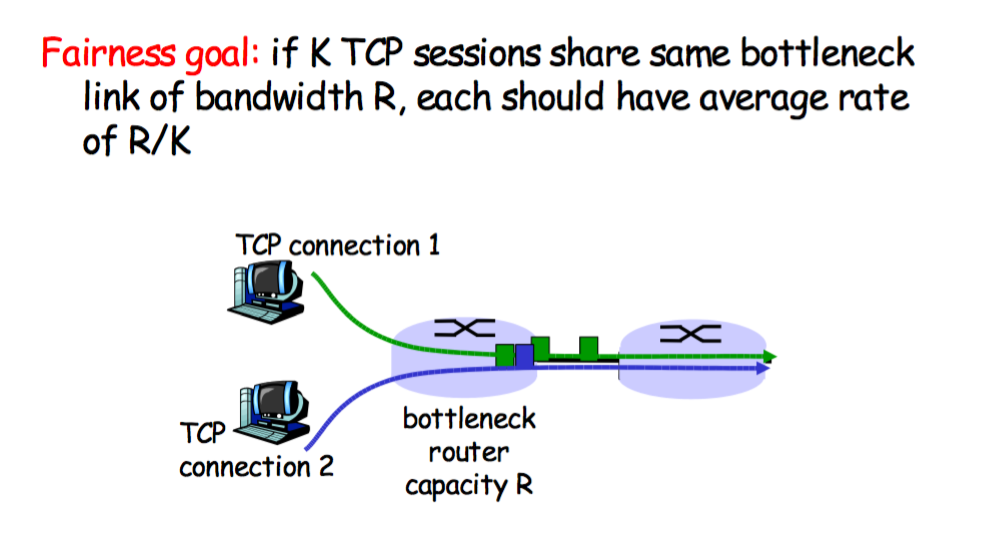 Fairness goal: if K TCP sessions share same bottleneck
link of bandwidth R, each should have average rate
of R/K
TCP connection 1
TCP
connection 2
bottleneck
router
capacity R